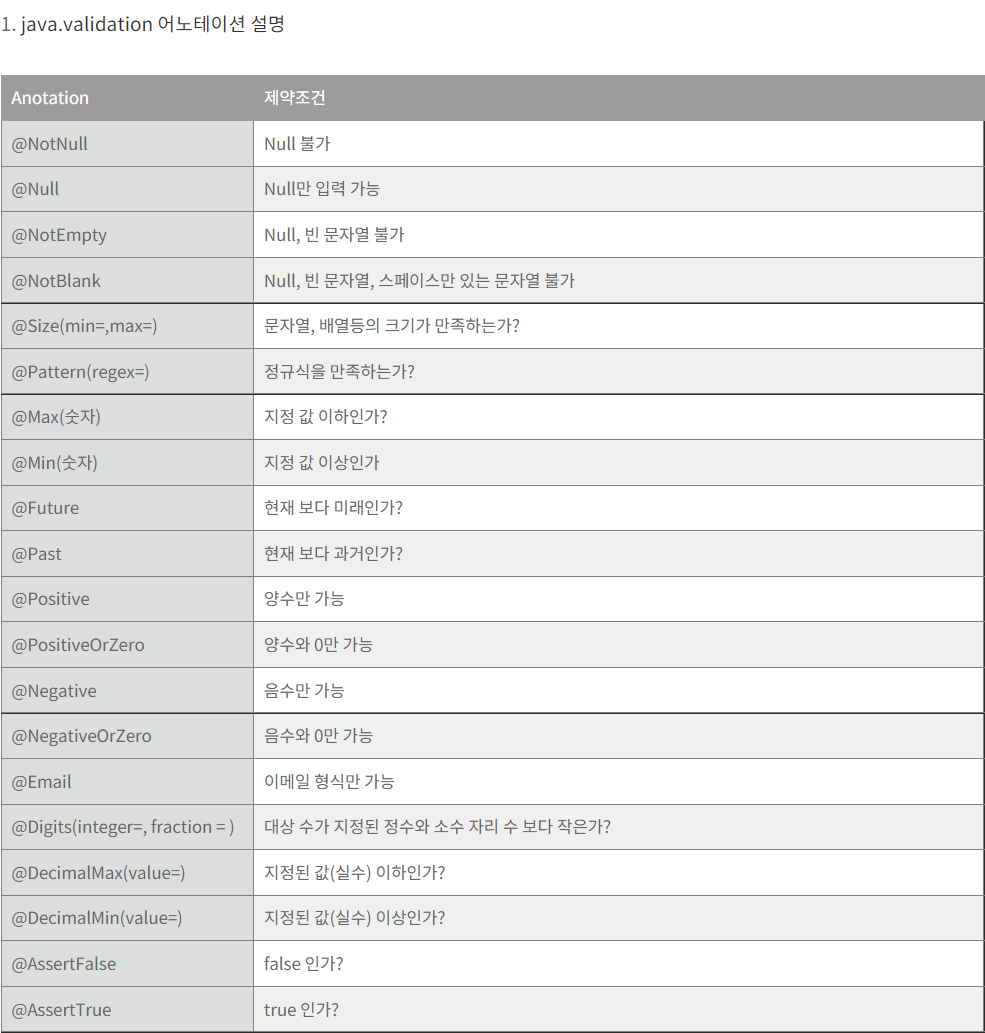 1. java.validation 어노테이션 설명
Anotation 제약조건
@NotNull Null 불가
@Null Null만 입력 가능
@NotEmpty Null, 빈 문자열 불가
@NotBlank Null, 빈 문자열, 스페이스만 있는 문자열 불가
@Size(min=,max=) 문자열, 배열등의 크기가 만족하는가?
@Pattern(regex=) 정규식을 만족하는가?
@Max(숫자) 지정 값 이하인가?
@Min(숫자) 지정 값 이상인가
@Future 현재 보다 미래인가?
@Past 현재 보다 과거인가?
@Positive 양수만 가능
@PositiveOrZero 양수와 0만 가능
@Negative 음수만 가능
@NegativeOrZero 음수와 0만 가능
@Email 이메일 형식만 가능
@Digits(integer=, fraction = ) 대상 수가 지정된 정수와 소수 자리 수 보다 작은가?
@DecimalMax(value=) 지정된 값(실수) 이하인가?
@DecimalMin(value=) 지정된 값(실수) 이상인가?
@AssertFalse false 인가?
@AssertTrue true 인가?